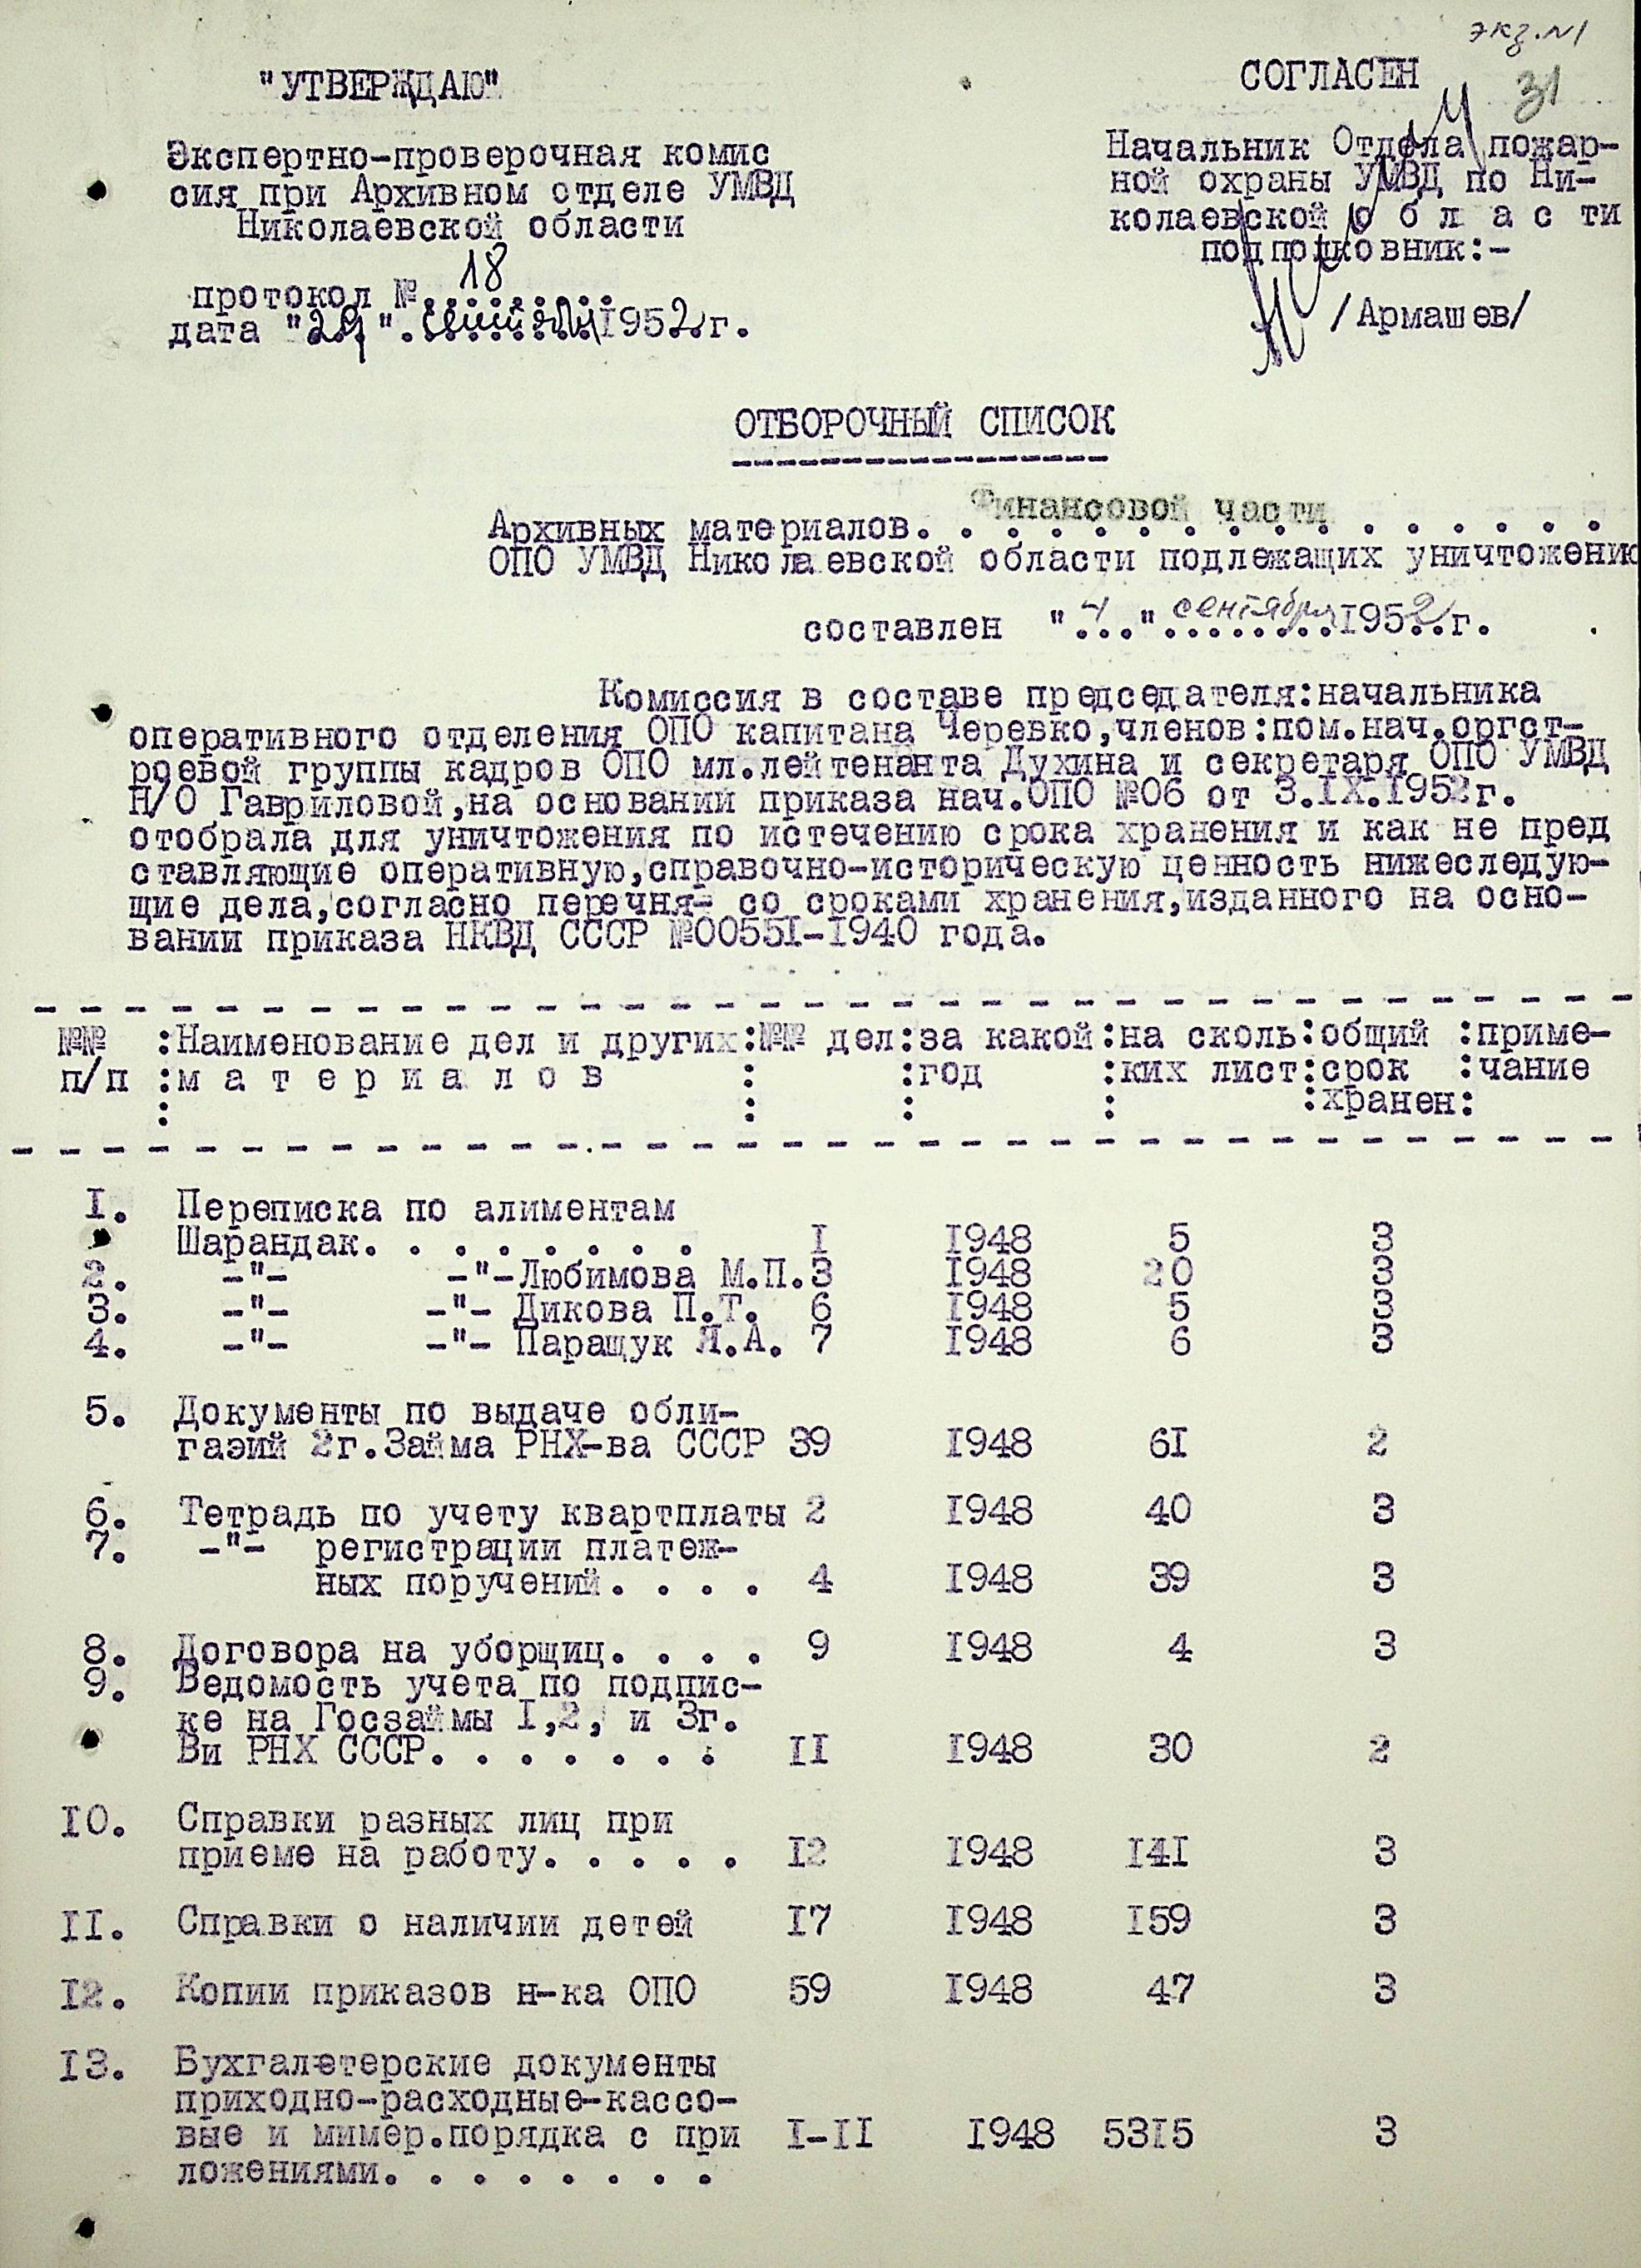 экз. №1
31
"УТВЕРЖДАЮ"
Экспертно-проверочная комис
сия при Архивном отделе УМВД
Николаевской области
протокол № 18
дата "29" 1952 г.
СОГЛАСЕН
Начальник Отдела пожар-
ной охраны УМВД по Ни-
колаевской о б л а с ти
подполковник:-
/Армашев/
ОТБОРОЧНЫЙ СПИСОК
Архивных материалов. Финансовой части
ОПО УМВД Николаевской области подлежащих уничтожению
составлен "4" сентября 1952 г.
Комиссия в составе председателя:начальника
оперативного отделения ОПО капитана Черевко,членов:пом.нач.оргст-
роевой группы кадров ОПО мл.лейтенанта Духина и секретаря ОПО УМВД
Н/О Гавриловой,на основании приказа нач.ОПО №06 от 3.IX.1952г.
отобрала для уничтожения по истечению срока хранения и как не пред
ставляющие оперативную,справочно-историческую ценность нижеследую-
щие дела,согласно перечня- со сроками хранения,изданного на осно-
вании приказа НКВД СССР №00551-1940 года.
№№ :Наименование дел и других:№№ дел:за какой:на сколь:общий :приме-
п/п :м а т е р и а л о в : :год :ких лист:срок :чание
: : : : :хранен:
1. Переписка по алиментам
Шарандак. . . . . . . . 1 1948 5 3
2. -"- -"-Любимова М.П. 3 1948 20 3
3. -"- -"- Дикова П.Т. 6 1948 5 3
4. -"- -"- Паращук Я.А. 7 1948 6 3
5. Документы по выдаче обли-
газий 2г.Займа РНХ-ва СССР 39 1948 61 2
6. Тетрадь по учету квартплаты 2 1948 40 3
7. -"- регистрации платеж-
ных поручений. . . . 4 1948 39 3
8. Договора на уборщиц. . . . 9 1948 4 3
9. Ведомость учета по подпис-
ке на Госзаймы 1,2, и 3г.
Ви РНХ СССР. . . . . . . 11 1948 30 2
10. Справки разных лиц при
приеме на работу. . . . . 12 1948 141 3
11. Справки о наличии детей 17 1948 159 3
12. Копии приказов н-ка ОПО 59 1948 47 3
13. Бухгалетерские документы
приходно-расходные-кассо-
вые и мимер.порядка с при 1-11 1948 5315 3
ложениями. . . . . . . .